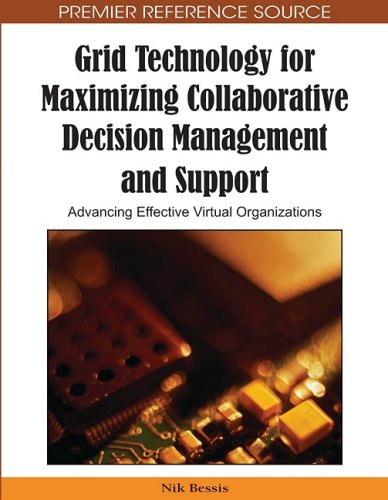 PREMIER REFERENCE SOURCE
Grid Technology for
Maximizing Collaborative
Decision Management
and Support
Advancing Effective Virtual Organizations
Nik Bessis